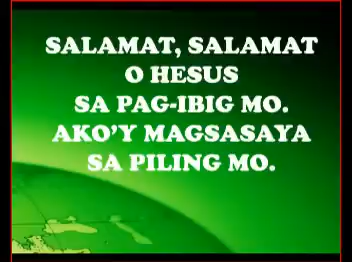 SALAMAT, SALAMAT
O HESUS
SA PAG-IBIG MO.
AKO'Y MAGSASAYA
SA PILING MO.